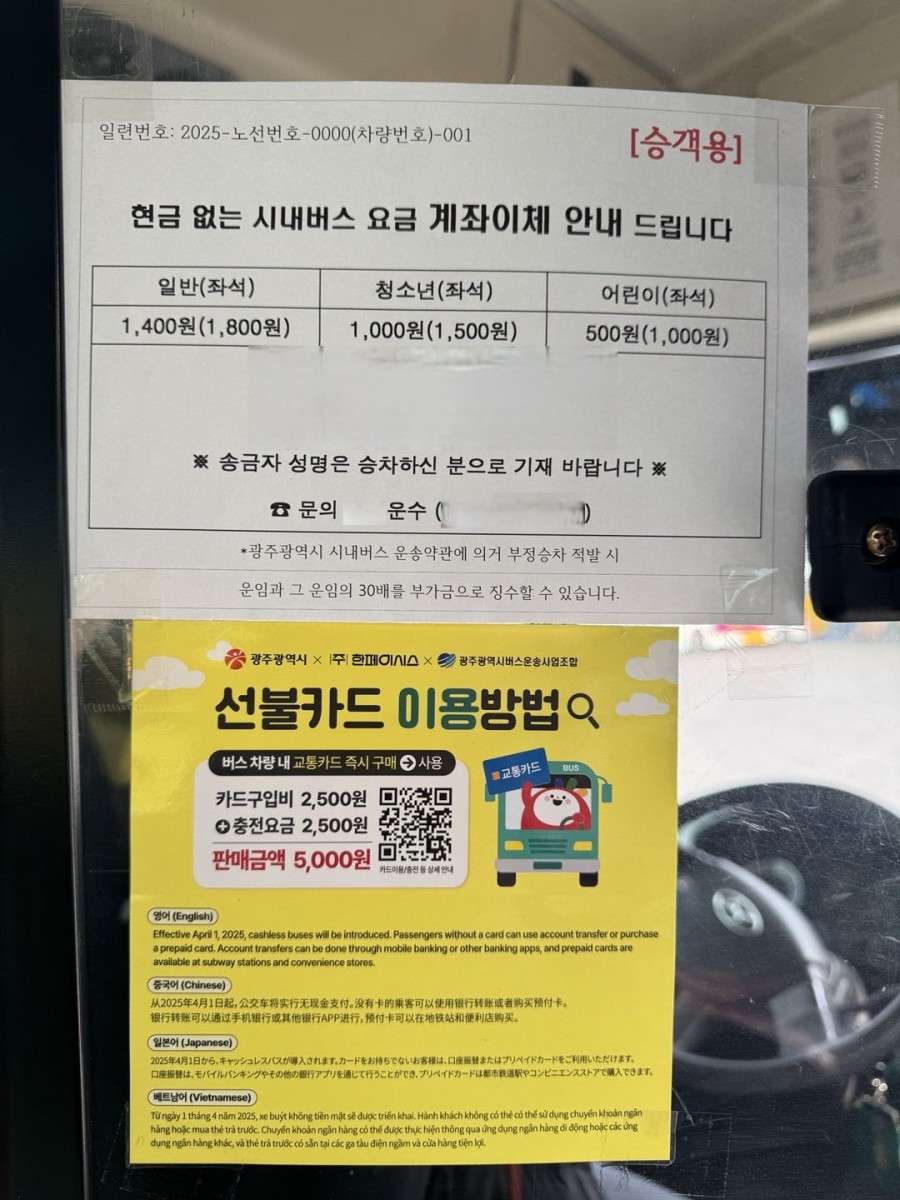 일련번호: 2025-노선번호-0000(차량번호)-001
[승객용]
현금 없는 시내버스 요금 계좌이체 안내 드립니다
일반(좌석) 청소년(좌석) 어린이(좌석)
1,400원(1,800원) 1,000원(1,500원) 500원(1,000원)
※ 송금자 성명은 승차하신 분으로 기재 바랍니다 ※
☎ 문의 운수 ( )
*광주광역시 시내버스 운송약관에 의거 부정승차 적발 시
운임과 그 운임의 30배를 부가금으로 징수할 수 있습니다.
광주광역시 × (주)한페이시스 × 광주광역시버스운송사업조합
선불카드 이용방법
버스 차량 내 교통카드 즉시 구매 → 사용
카드구입비 2,500원
+충전요금 2,500원
판매금액 5,000원
카드이용/충전 등 상세 안내
교통카드
BUS
영어 (English)
Effective April 1, 2025, cashless buses will be introduced. Passengers without a card can use account transfer or purchase
a prepaid card. Account transfers can be done through mobile banking or other banking apps, and prepaid cards are
available at subway stations and convenience stores.
중국어 (Chinese)
从2025年4月1日起，公交车将实行无现金支付。没有卡的乘客可以使用银行转账或者购买预付卡。
银行转账可以通过手机银行或其他银行APP进行，预付卡可以在地铁站和便利店购买。
일본어 (Japanese)
2025年4月1日から、キャッシュレスバスが導入されます。カードをお持ちでないお客様は、口座振替またはプリペイドカードをご利用いただけます。
口座振替は、モバイルバンキングやその他の銀行アプリを通じて行うことができ、プリペイドカードは都市鉄道駅やコンビニエンスストアで購入できます。
베트남어 (Vietnamese)
Từ ngày 1 tháng 4 năm 2025, xe buýt không tiền mặt sẽ được triển khai. Hành khách không có thẻ có thể sử dụng chuyển khoản ngân
hàng hoặc mua thẻ trả trước. Chuyển khoản ngân hàng có thể được thực hiện thông qua ứng dụng ngân hàng di động hoặc các ứng
dụng ngân hàng khác, và thẻ trả trước có sẵn tại các ga tàu điện ngầm và cửa hàng tiện lợi.